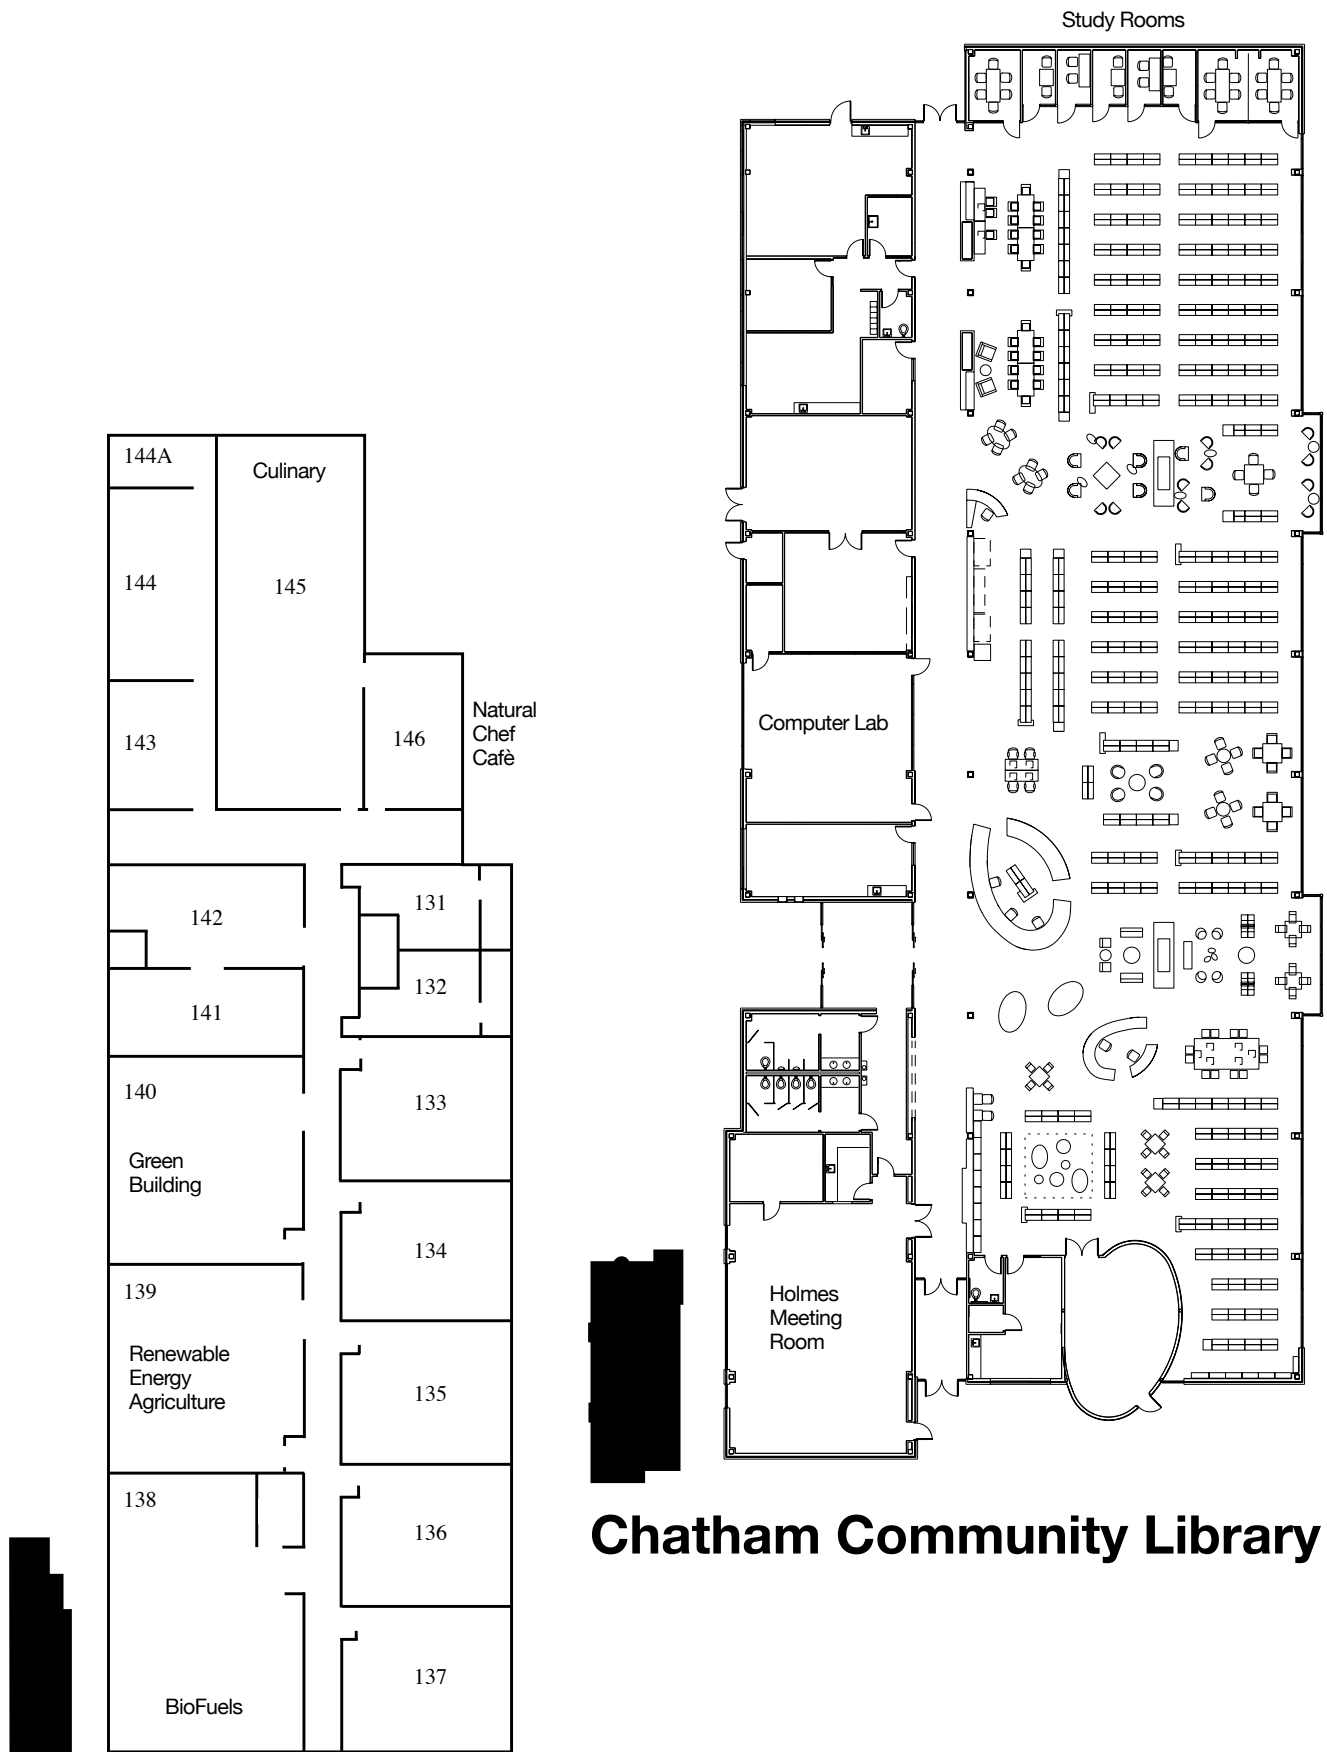 Study Rooms
144A
Culinary
144
145
143
146
Natural
Chef
Cafè
Computer Lab
131
142
132
141
140
133
Green
Building
134
139
Renewable
Energy
Agriculture
135
Holmes
Meeting
Room
138
136
Chatham Community Library
137
BioFuels